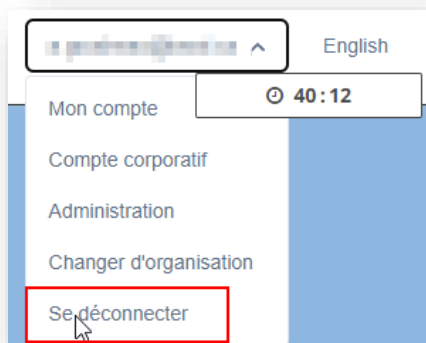 English
40:12
Mon compte
Compte corporatif
Administration
Changer d'organisation
Se déconnecter